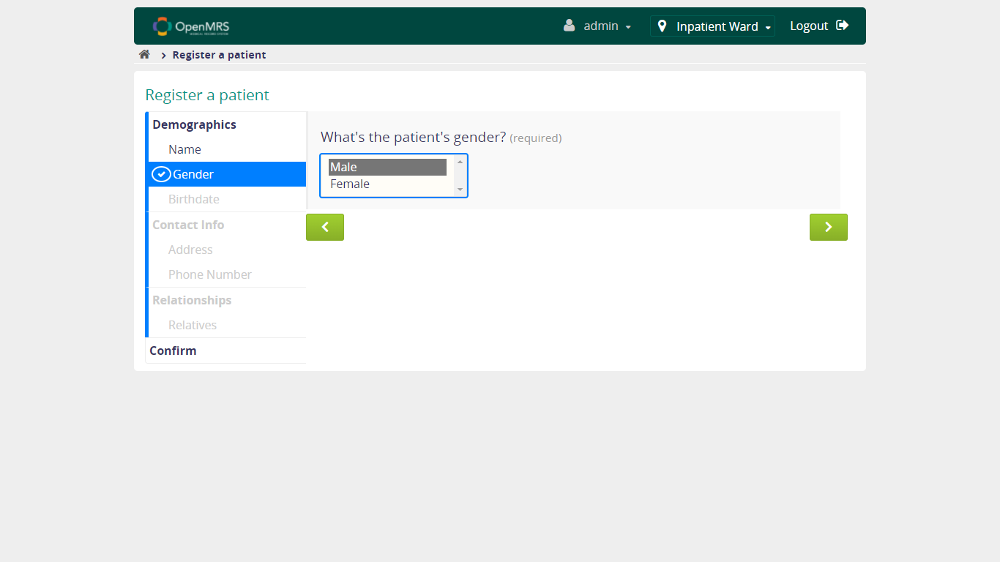 OpenMRS
admin
Inpatient Ward
Logout
Register a patient
Register a patient
Demographics
Name
Gender
Birthdate
Contact Info
Address
Phone Number
Relationships
Relatives
Confirm
What's the patient's gender? (required)
Male
Female